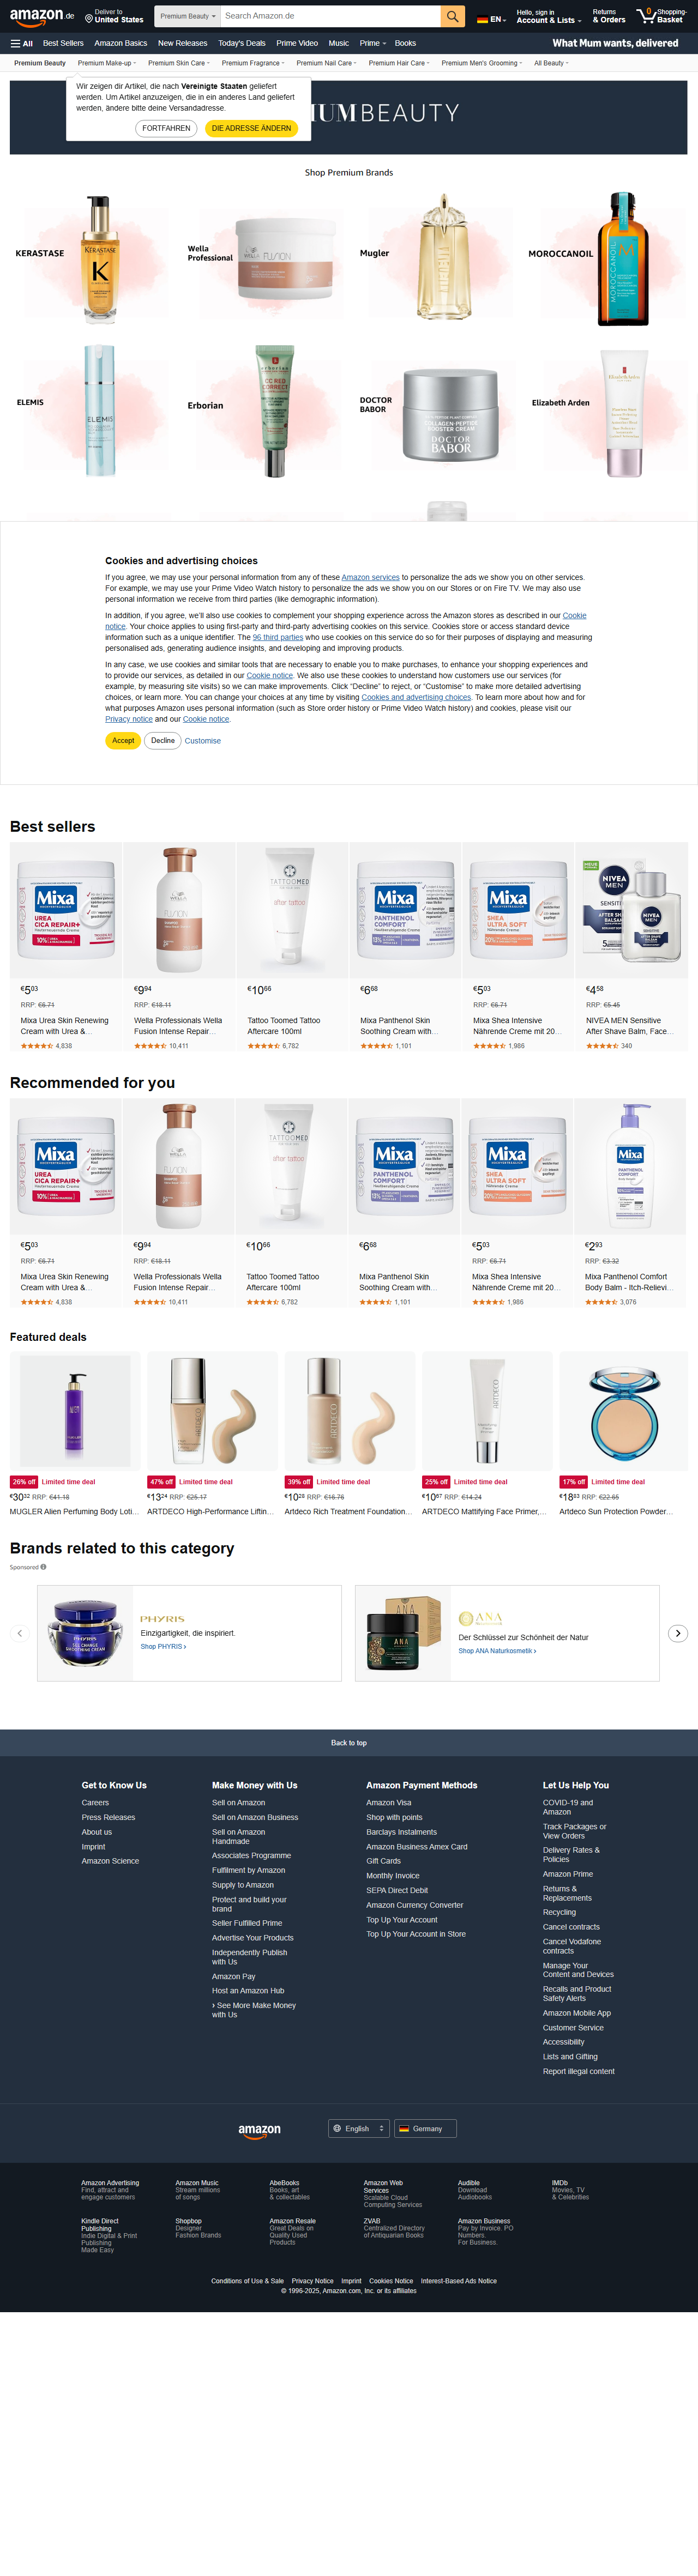 amazon.de
Deliver to
United States
Premium Beauty
Search Amazon.de
EN
Hello, sign in
Account & Lists
Returns
& Orders
0
Shopping-
Basket
All
Best Sellers
Amazon Basics
New Releases
Today's Deals
Prime Video
Music
Prime
Books
What Mum wants, delivered
Premium Beauty
Premium Make-up
Premium Skin Care
Premium Fragrance
Premium Nail Care
Premium Hair Care
Premium Men's Grooming
All Beauty
Wir zeigen dir Artikel, die nach Vereinigte Staaten geliefert
werden. Um Artikel anzuzeigen, die in ein anderes Land geliefert
werden, ändere bitte deine Versandadresse.
FORTFAHREN
DIE ADRESSE ÄNDERN
UMBEAUTY
Shop Premium Brands
KERASTASE
Wella
Professional
Mugler
MOROCCANOIL
ELEMIS
Erborian
DOCTOR
BABOR
Elizabeth Arden
Cookies and advertising choices
If you agree, we may use your personal information from any of these Amazon services to personalize the ads we show you on other services.
For example, we may use your Prime Video Watch history to personalize the ads we show you on our Stores or on Fire TV. We may also use
personal information we receive from third parties (like demographic information).
In addition, if you agree, we'll also use cookies to complement your shopping experience across the Amazon stores as described in our Cookie
notice. Your choice applies to using first-party and third-party advertising cookies on this service. Cookies store or access standard device
information such as a unique identifier. The 96 third parties who use cookies on this service do so for their purposes of displaying and measuring
personalised ads, generating audience insights, and developing and improving products.
In any case, we use cookies and similar tools that are necessary to enable you to make purchases, to enhance your shopping experiences and
to provide our services, as detailed in our Cookie notice. We also use these cookies to understand how customers use our services (for
example, by measuring site visits) so we can make improvements. Click "Decline" to reject, or "Customise" to make more detailed advertising
choices, or learn more. You can change your choices at any time by visiting Cookies and advertising choices. To learn more about how and for
what purposes Amazon uses personal information (such as Store order history or Prime Video Watch history) and cookies, please visit our
Privacy notice and our Cookie notice.
Accept
Decline
Customise
Best sellers
€503
RRP: €6.71
Mixa Urea Skin Renewing
Cream with Urea &...
4,838
€994
RRP: €18.11
Wella Professionals Wella
Fusion Intense Repair...
10,411
€1066
Tattoo Toomed Tattoo
Aftercare 100ml
6,782
€668
Mixa Panthenol Skin
Soothing Cream with...
1,101
€503
RRP: €6.71
Mixa Shea Intensive
Nährende Creme mit 20...
1,986
€458
RRP: €5.45
NIVEA MEN Sensitive
After Shave Balm, Face...
340
Recommended for you
€503
RRP: €6.71
Mixa Urea Skin Renewing
Cream with Urea &...
4,838
€994
RRP: €18.11
Wella Professionals Wella
Fusion Intense Repair...
10,411
€1066
Tattoo Toomed Tattoo
Aftercare 100ml
6,782
€668
Mixa Panthenol Skin
Soothing Cream with...
1,101
€503
RRP: €6.71
Mixa Shea Intensive
Nährende Creme mit 20...
1,986
€293
RRP: €3.32
Mixa Panthenol Comfort
Body Balm - Itch-Relievi...
3,076
Featured deals
26% off Limited time deal
€3032 RRP: €41.18
MUGLER Alien Perfuming Body Loti...
47% off Limited time deal
€1324 RRP: €25.17
ARTDECO High-Performance Liftin...
39% off Limited time deal
€1028 RRP: €16.76
Artdeco Rich Treatment Foundation...
25% off Limited time deal
€1067 RRP: €14.24
ARTDECO Mattifying Face Primer,...
17% off Limited time deal
€1883 RRP: €22.65
Artdeco Sun Protection Powder...
Brands related to this category
Sponsored
PHYRIS
Einzigartigkeit, die inspiriert.
Shop PHYRIS ›
ANA
Der Schlüssel zur Schönheit der Natur
Shop ANA Naturkosmetik ›
Back to top
Get to Know Us
Careers
Press Releases
About us
Imprint
Amazon Science
Make Money with Us
Sell on Amazon
Sell on Amazon Business
Sell on Amazon
Handmade
Associates Programme
Fulfilment by Amazon
Supply to Amazon
Protect and build your
brand
Seller Fulfilled Prime
Advertise Your Products
Independently Publish
with Us
Amazon Pay
Host an Amazon Hub
› See More Make Money
with Us
Amazon Payment Methods
Amazon Visa
Shop with points
Barclays Instalments
Amazon Business Amex Card
Gift Cards
Monthly Invoice
SEPA Direct Debit
Amazon Currency Converter
Top Up Your Account
Top Up Your Account in Store
Let Us Help You
COVID-19 and
Amazon
Track Packages or
View Orders
Delivery Rates &
Policies
Amazon Prime
Returns &
Replacements
Recycling
Cancel contracts
Cancel Vodafone
contracts
Manage Your
Content and Devices
Recalls and Product
Safety Alerts
Amazon Mobile App
Customer Service
Accessibility
Lists and Gifting
Report illegal content
amazon
English
Germany
Amazon Advertising
Find, attract and
engage customers
Amazon Music
Stream millions
of songs
AbeBooks
Books, art
& collectables
Amazon Web
Services
Scalable Cloud
Computing Services
Audible
Download
Audiobooks
IMDb
Movies, TV
& Celebrities
Kindle Direct
Publishing
Indie Digital & Print
Publishing
Made Easy
Shopbop
Designer
Fashion Brands
Amazon Resale
Great Deals on
Quality Used
Products
ZVAB
Centralized Directory
of Antiquarian Books
Amazon Business
Pay by Invoice. PO
Numbers.
For Business.
Conditions of Use & Sale
Privacy Notice
Imprint
Cookies Notice
Interest-Based Ads Notice
© 1996-2025, Amazon.com, Inc. or its affiliates